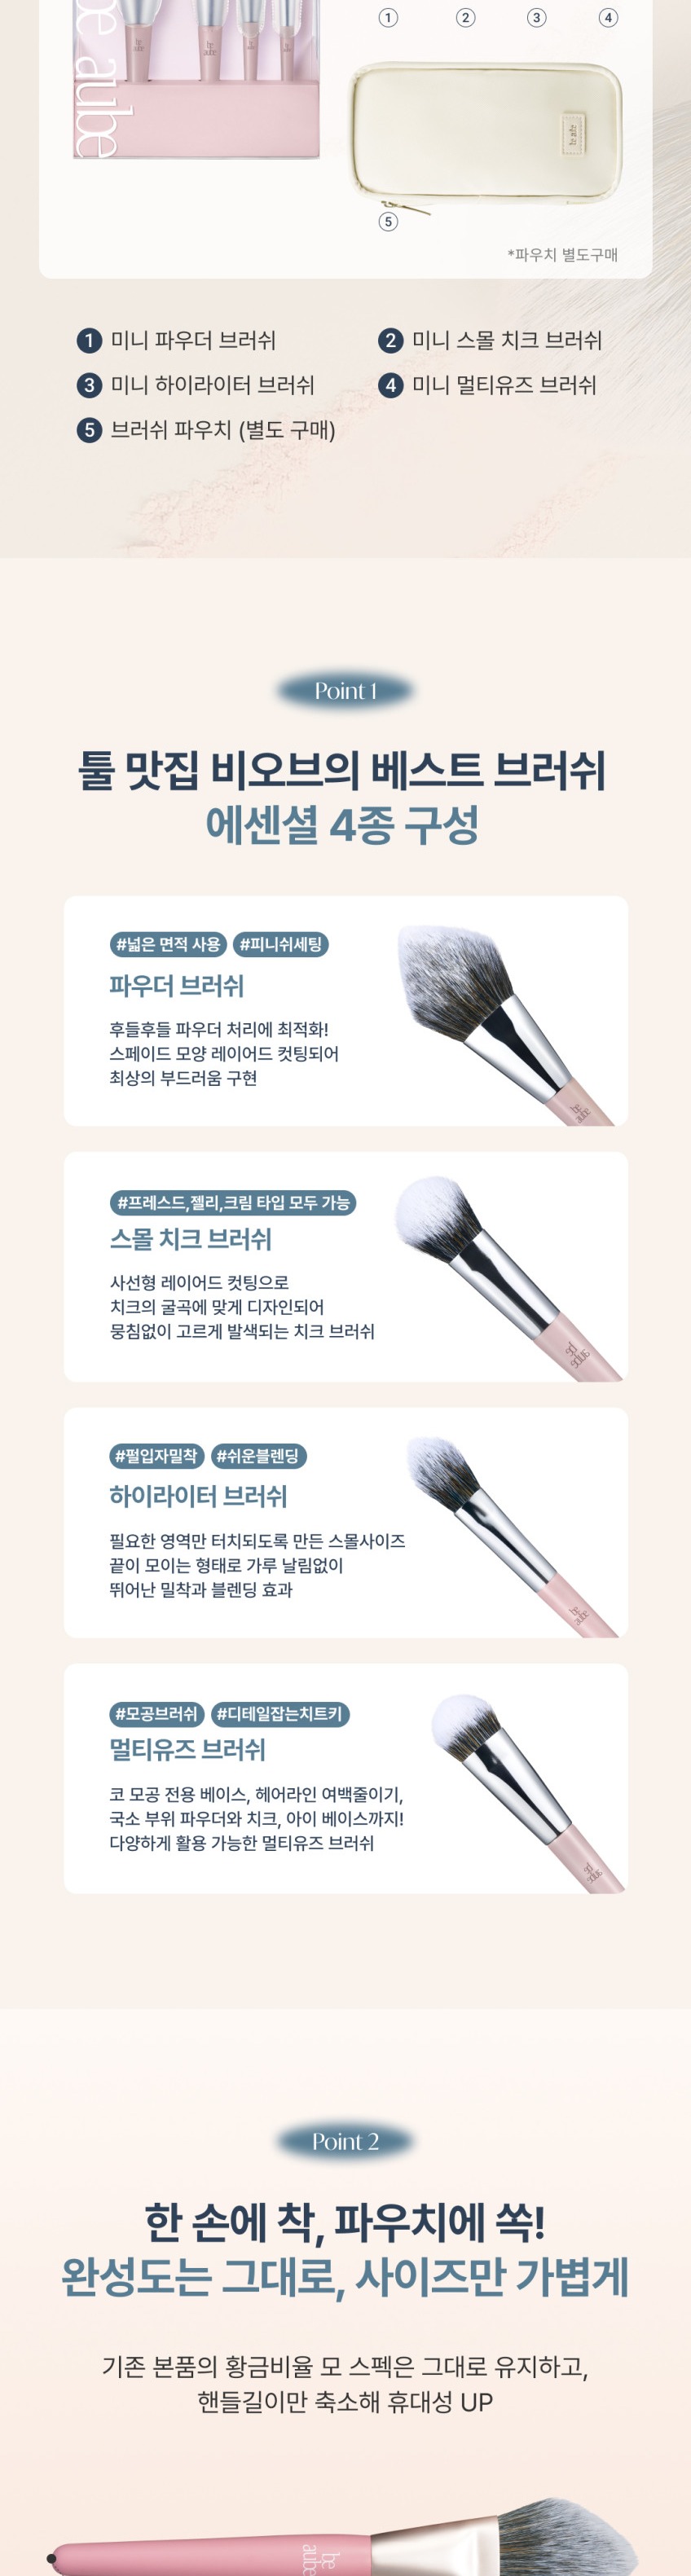 be aube
be
aube
be
aube
① ② ③ ④
be aube
⑤
*파우치 별도구매
1 미니 파우더 브러쉬
2 미니 스몰 치크 브러쉬
3 미니 하이라이터 브러쉬
4 미니 멀티유즈 브러쉬
5 브러쉬 파우치 (별도 구매)
Point 1
툴 맛집 비오브의 베스트 브러쉬
에센셜 4종 구성
#넓은 면적 사용 #피니쉬세팅
파우더 브러쉬
후들후들 파우더 처리에 최적화!
스페이드 모양 레이어드 컷팅되어
최상의 부드러움 구현
be
aube
#프레스드,젤리,크림 타입 모두 가능
스몰 치크 브러쉬
사선형 레이어드 컷팅으로
치크의 굴곡에 맞게 디자인되어
뭉침없이 고르게 발색되는 치크 브러쉬
be
aube
#펄입자밀착 #쉬운블렌딩
하이라이터 브러쉬
필요한 영역만 터치되도록 만든 스몰사이즈
끝이 모이는 형태로 가루 날림없이
뛰어난 밀착과 블렌딩 효과
be
aube
#모공브러쉬 #디테일잡는치트키
멀티유즈 브러쉬
코 모공 전용 베이스, 헤어라인 여백줄이기,
국소 부위 파우더와 치크, 아이 베이스까지!
다양하게 활용 가능한 멀티유즈 브러쉬
be
aube
Point 2
한 손에 착, 파우치에 쏙!
완성도는 그대로, 사이즈만 가볍게
기존 본품의 황금비율 모 스펙은 그대로 유지하고,
핸들길이만 축소해 휴대성 UP
be
aube